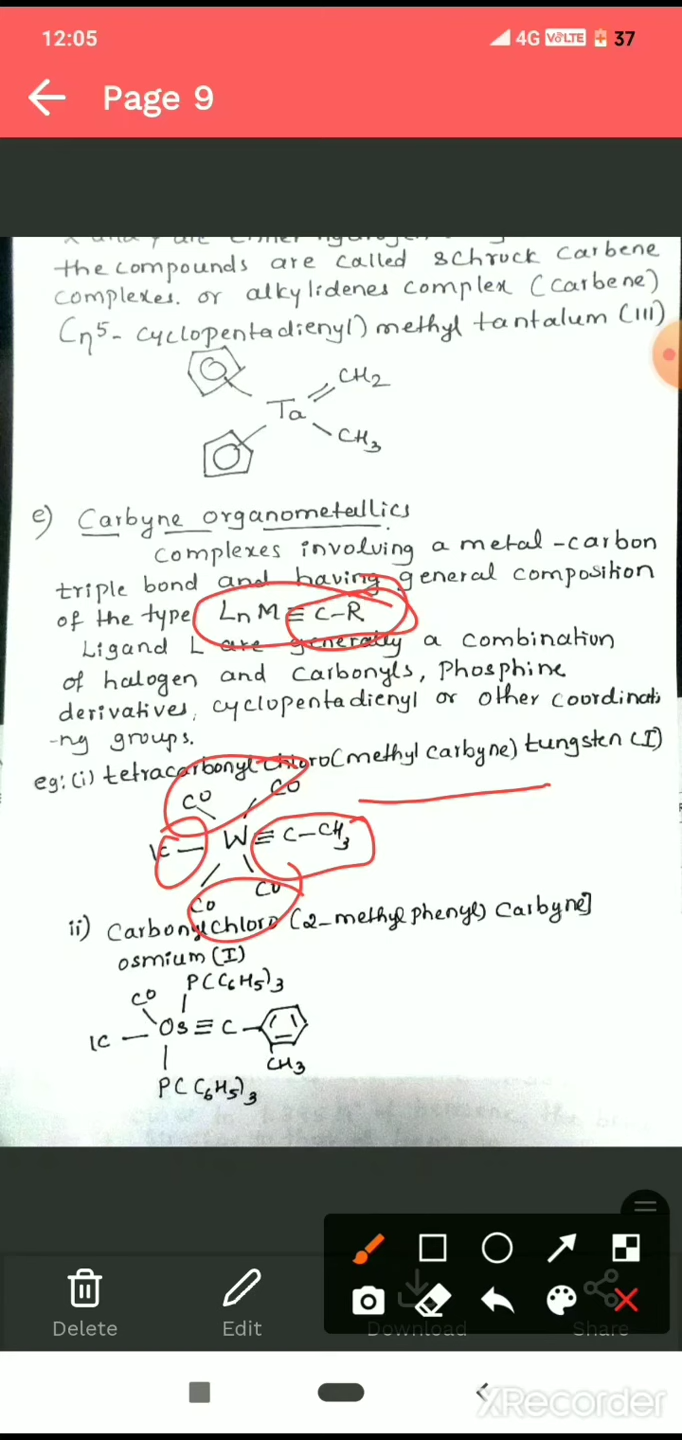 12:05 4G VoLTE 37
Page 9
the compounds are called schrock carbene
complexes. or alkylidenes complex (carbene)
(η5- cyclopentadienyl) methyl tantalum (III)
CH2
Ta
CH3
e) Carbyne organometellics
complexes involving a metal-carbon
triple bond and having general composition
of the type LnM≡C-R
Ligand L are generally a combination
of halogen and carbonyls, Phosphine
derivatives, cyclopentadienyl or other coordinati
-ng groups.
eg: (i) tetracarbonyl chloro(methyl carbyne) tungsten (I)
CO CO
lC — W ≡ C-CH3
CO CO
ii) Carbonyl chloro (2-methyl phenyl) Carbyne]
osmium (I)
P(C6H5)3
CO
lC — Os ≡ C -
CH3
P(C6H5)3
Delete Edit Download Share
XRecorder